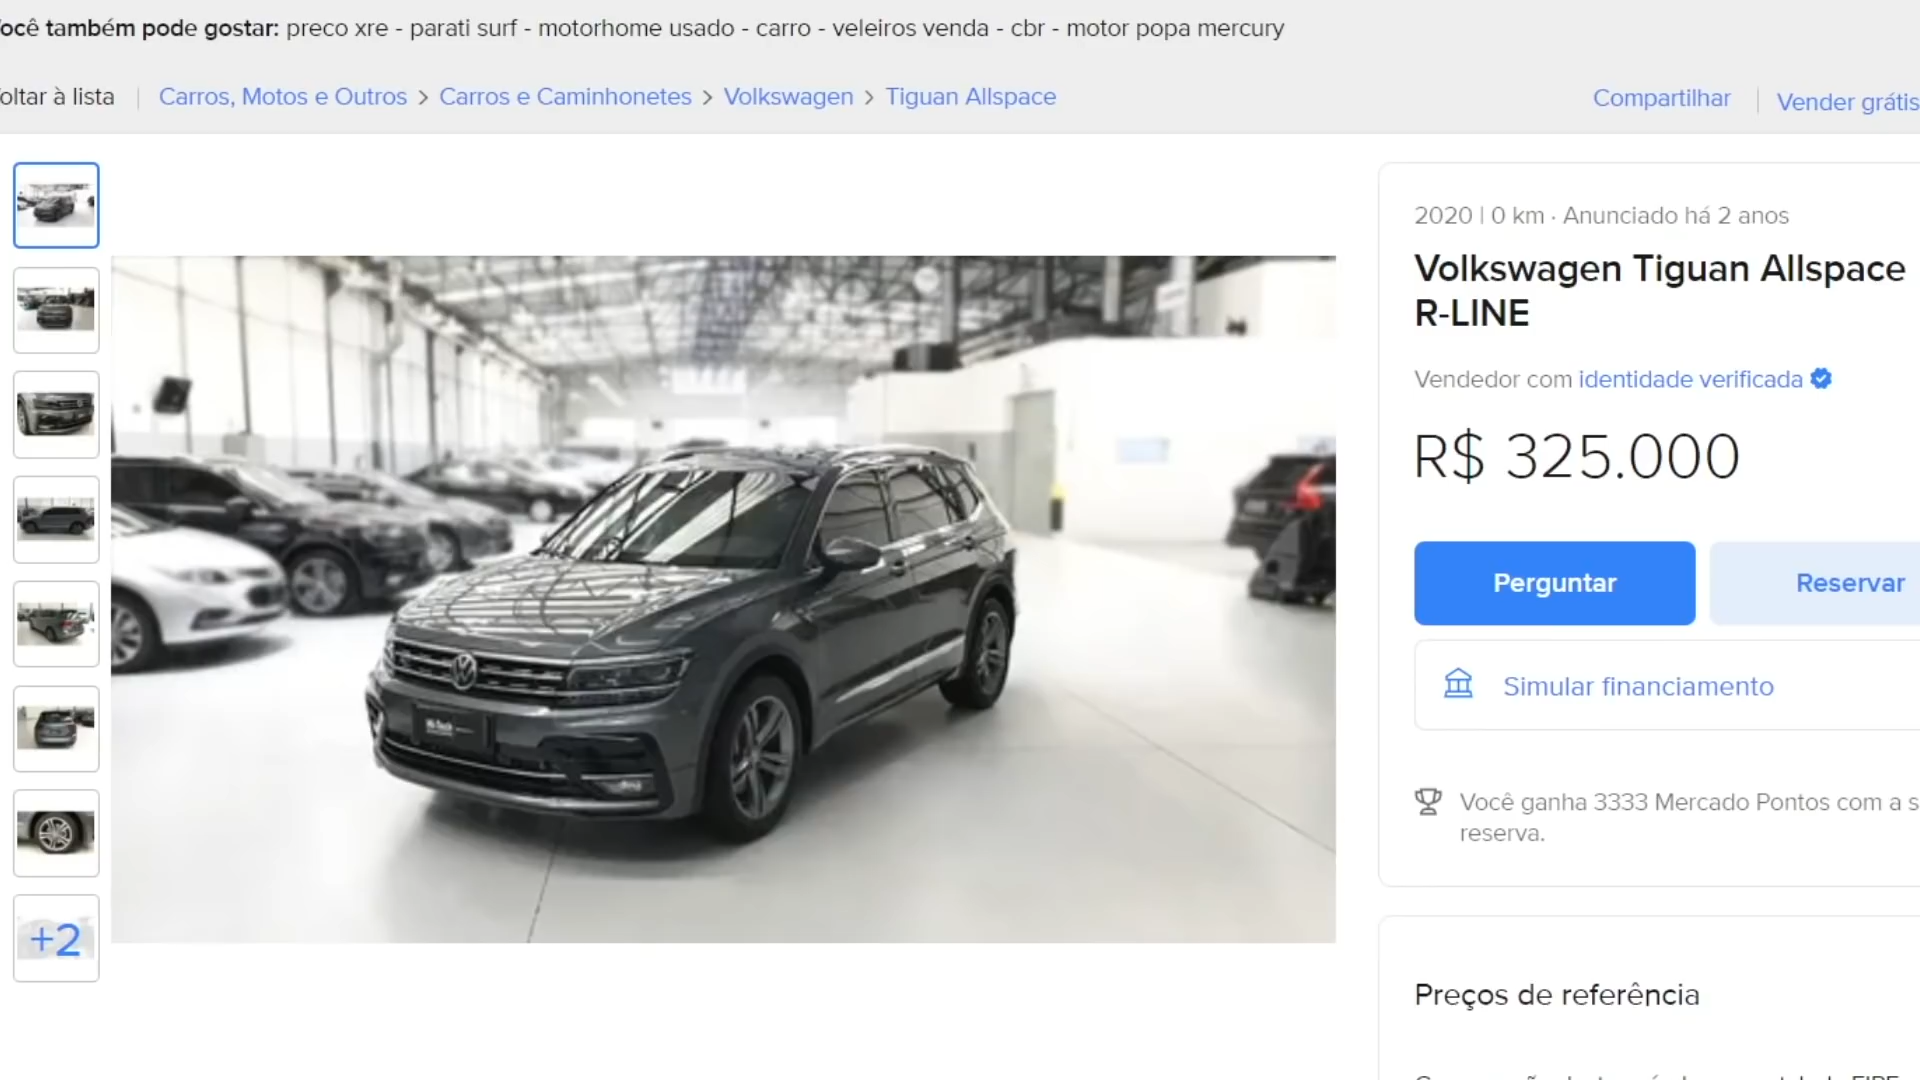 ocê também pode gostar: preco xre - parati surf - motorhome usado - carro - veleiros venda - cbr - motor popa mercury
oltar à lista
Carros, Motos e Outros > Carros e Caminhonetes > Volkswagen > Tiguan Allspace
Compartilhar
Vender grátis
2020 | 0 km · Anunciado há 2 anos
Volkswagen Tiguan Allspace
R-LINE
Vendedor com identidade verificada
R$ 325.000
Perguntar
Reservar
Simular financiamento
Você ganha 3333 Mercado Pontos com a s
reserva.
+2
Preços de referência